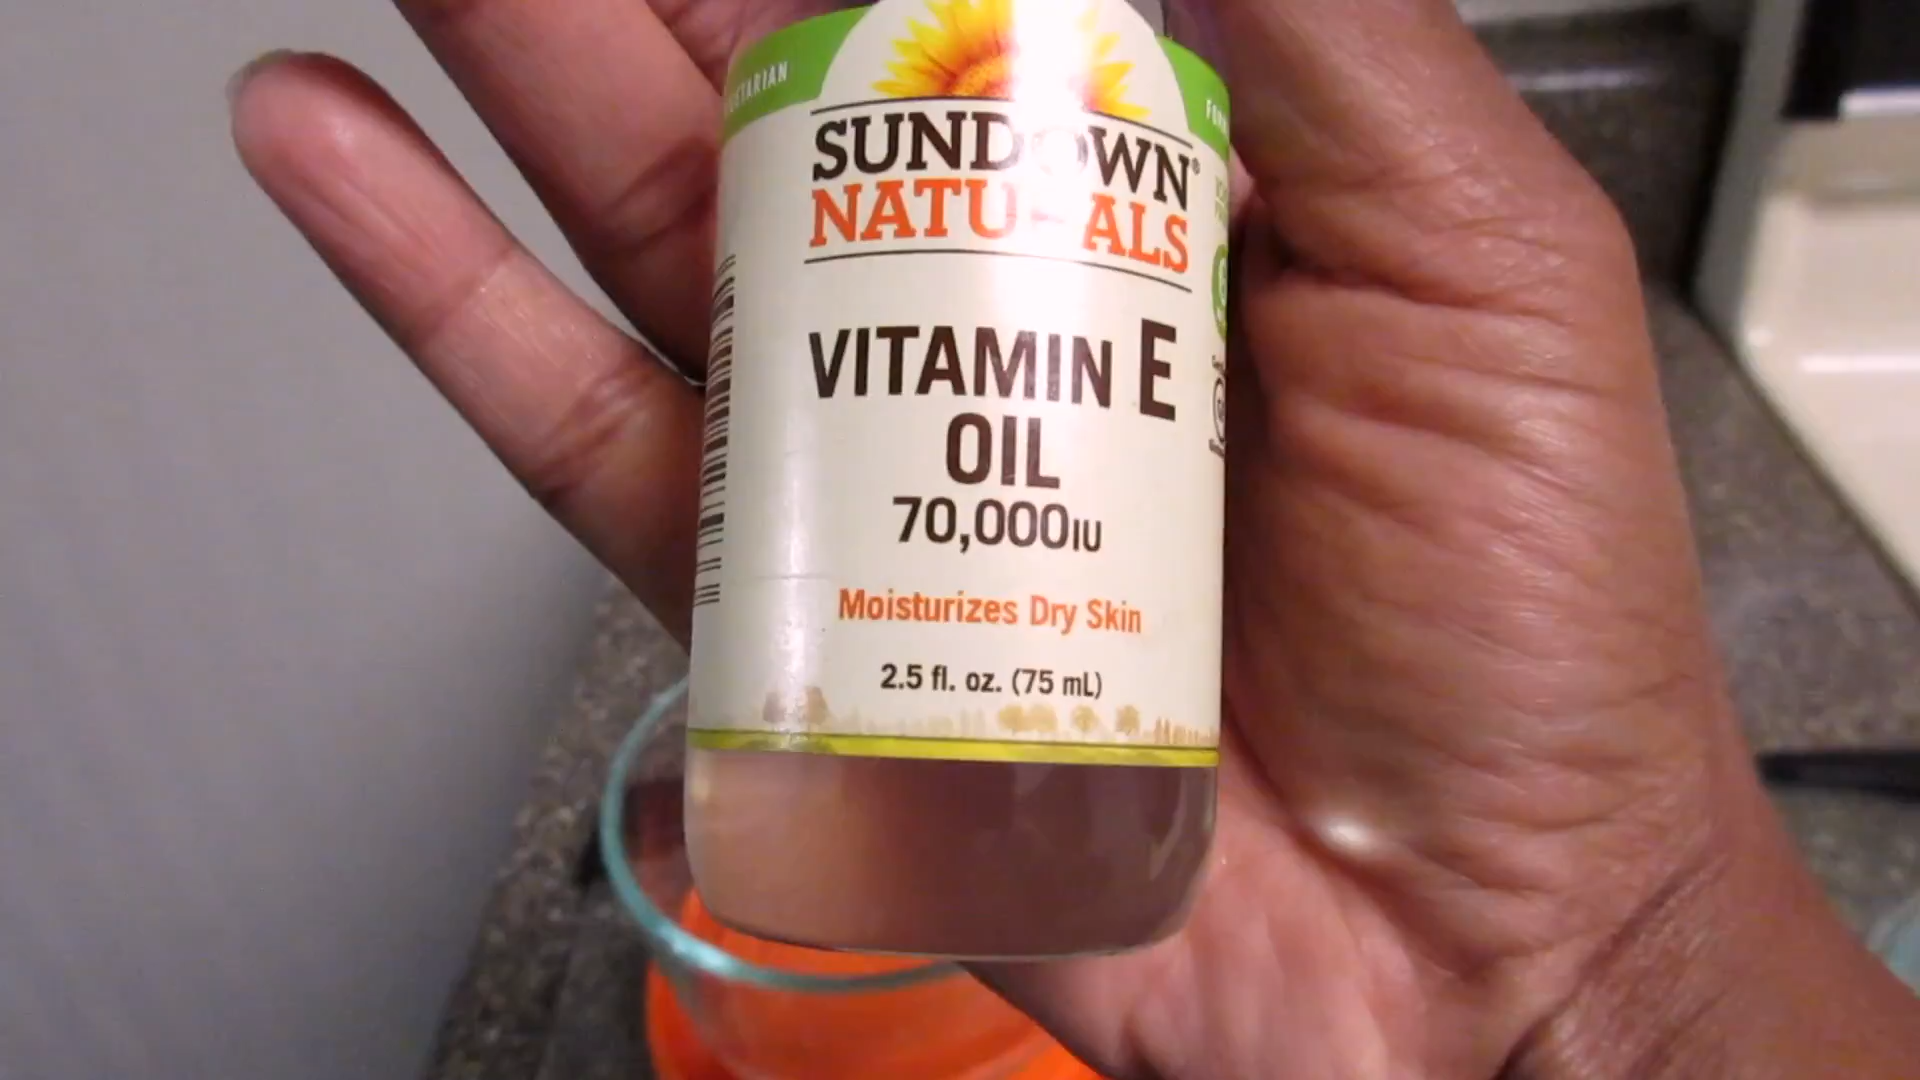 SUNDOWN®
NATURALS
VITAMIN E
OIL
70,000IU
Moisturizes Dry Skin
2.5 fl. oz. (75 mL)